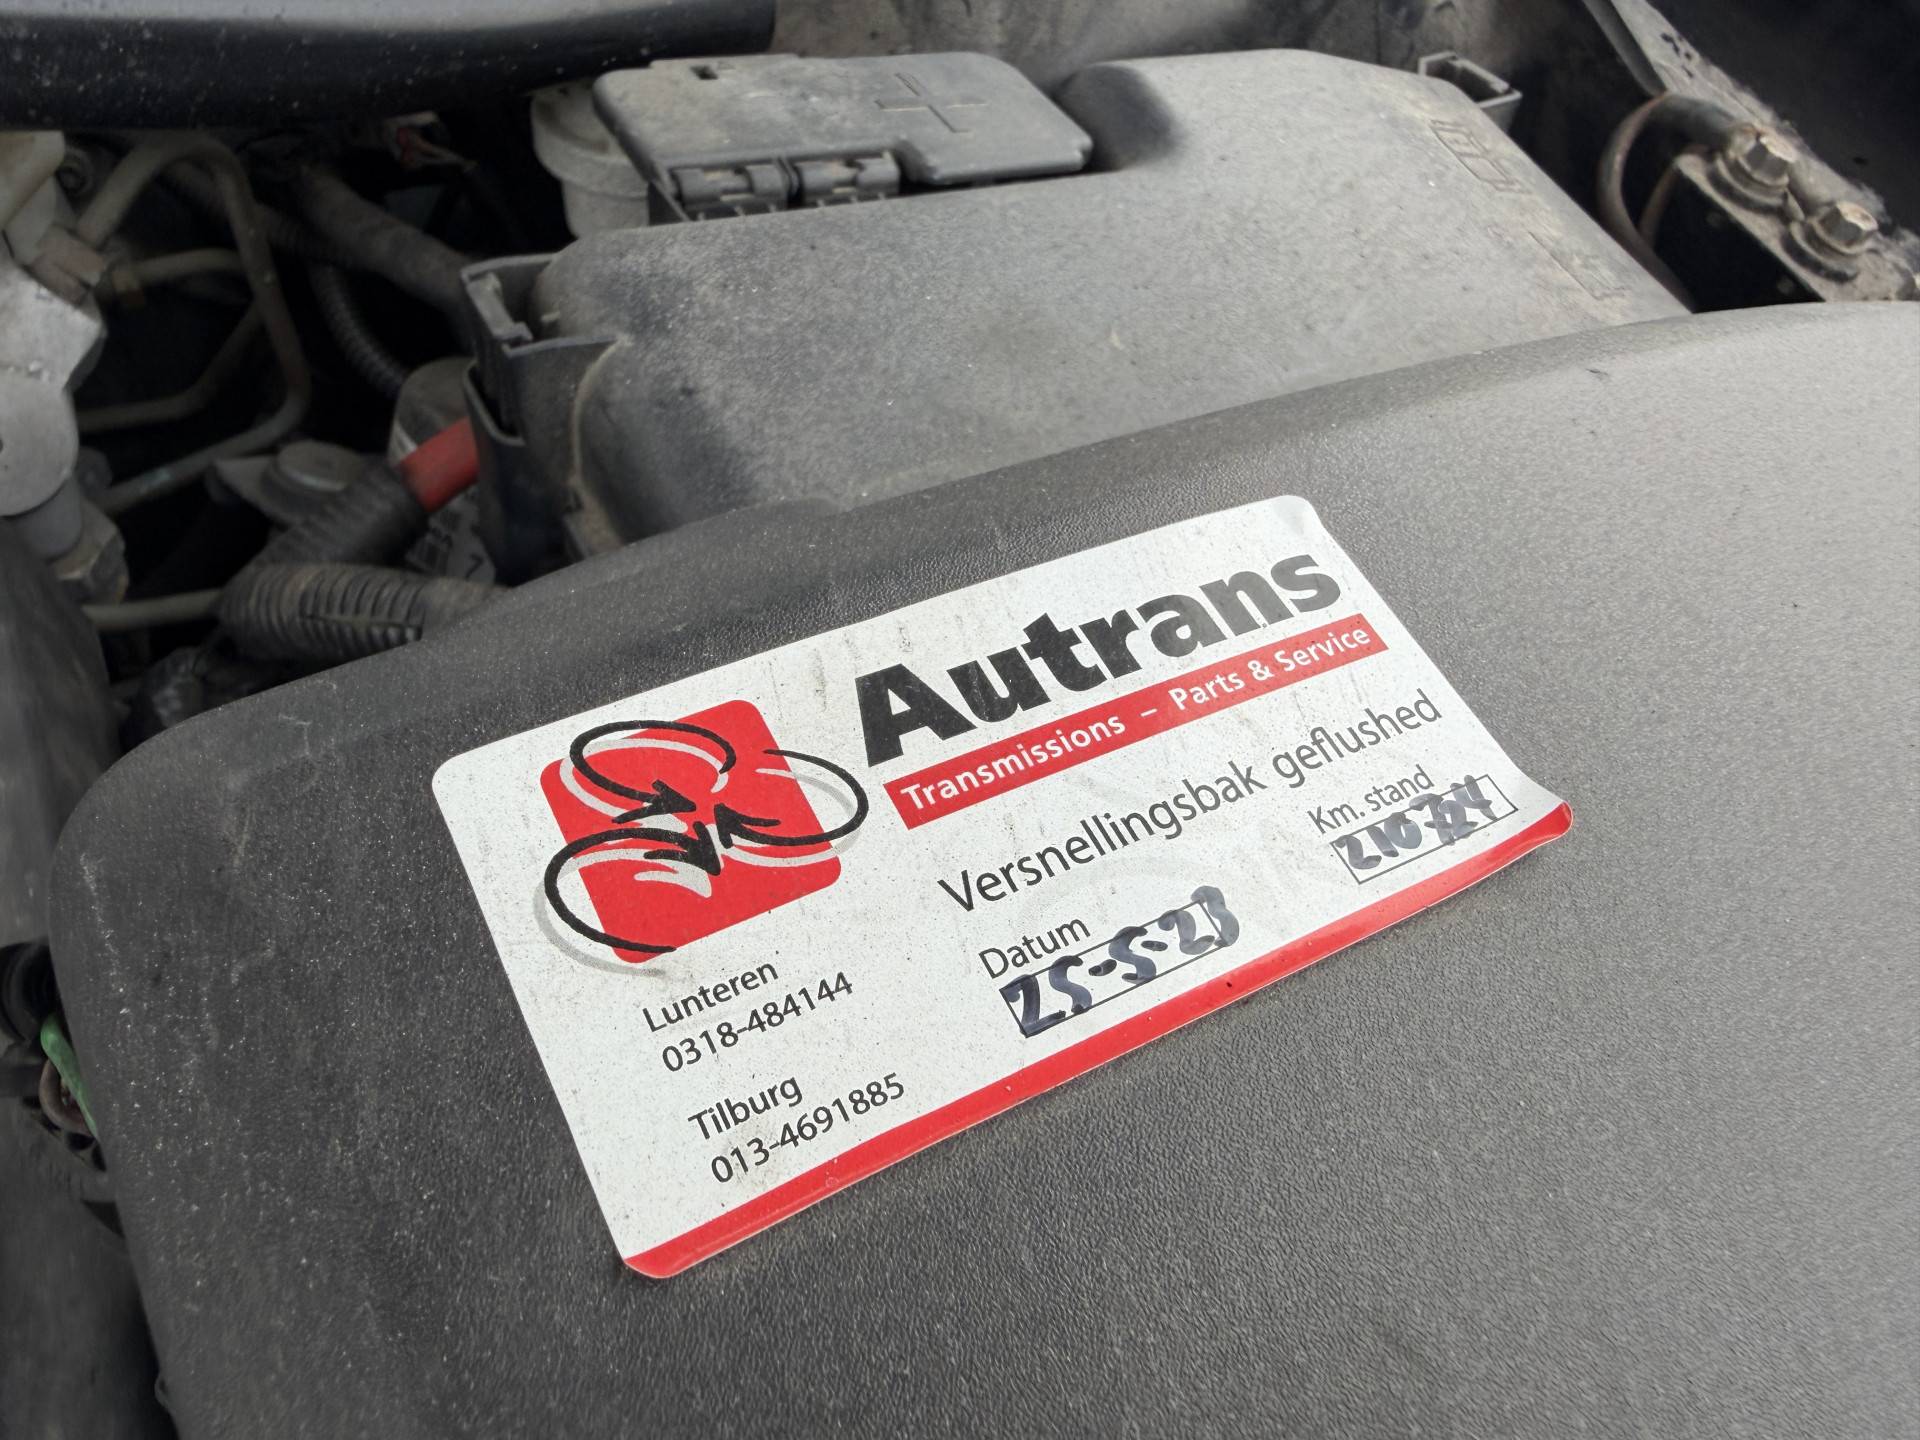 Autrans
Transmissions – Parts & Service
Versnellingsbak geflushed
Km. stand
210724
Datum
25-5-23
Lunteren
0318-484144
Tilburg
013-4691885